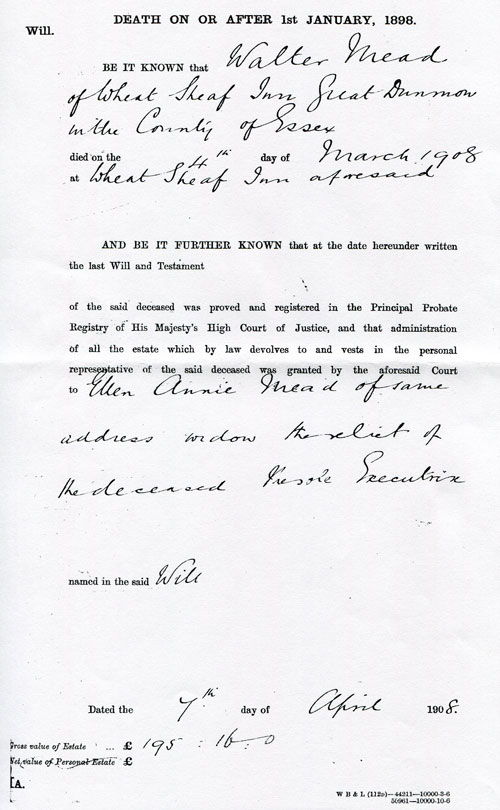 DEATH ON OR AFTER 1st JANUARY, 1898.
Will.
BE IT KNOWN that Walter Mead
of Wheat Sheaf Inn Great Dunmow
in the County of Essex
died on the 4th day of March 1908
at Wheat Sheaf Inn aforesaid
AND BE IT FURTHER KNOWN that at the date hereunder written
the last Will and Testament
of the said deceased was proved and registered in the Principal Probate
Registry of His Majesty's High Court of Justice, and that administration
of all the estate which by law devolves to and vests in the personal
representative of the said deceased was granted by the aforesaid Court
to Ellen Annie Mead of same
address widow the relict of
the deceased the sole Executrix
named in the said Will
Dated the 7th day of April 1908.
Gross value of Estate ... £ 195 : 16 . 0
Net value of Personal Estate £
A.
W B & L (112D)—44211—10000-3-6
50961—10000-10-6